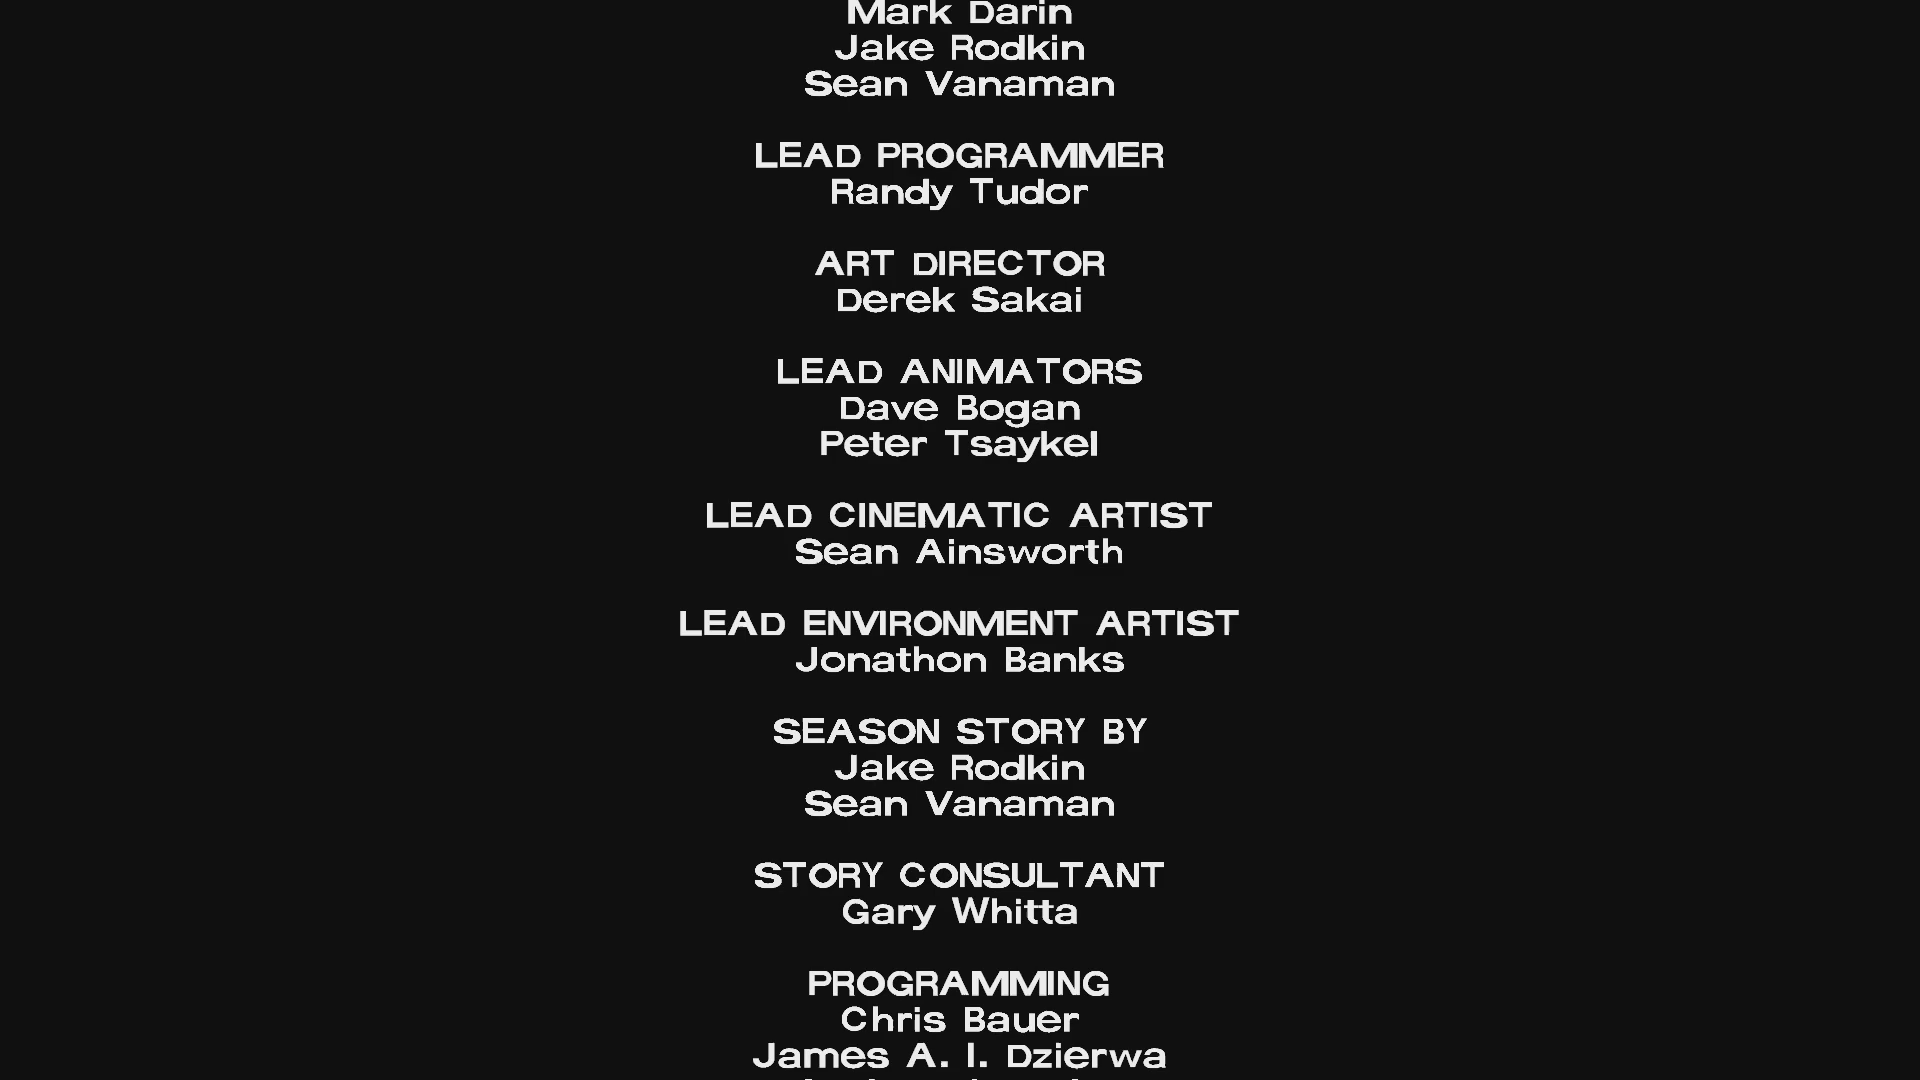 Mark Darin
Jake Rodkin
Sean Vanaman
LEAD PROGRAMMER
Randy Tudor
ART DIRECTOR
Derek Sakai
LEAD ANIMATORS
Dave Bogan
Peter Tsaykel
LEAD CINEMATIC ARTIST
Sean Ainsworth
LEAD ENVIRONMENT ARTIST
Jonathon Banks
SEASON STORY BY
Jake Rodkin
Sean Vanaman
STORY CONSULTANT
Gary Whitta
PROGRAMMING
Chris Bauer
James A. I. Dzierwa